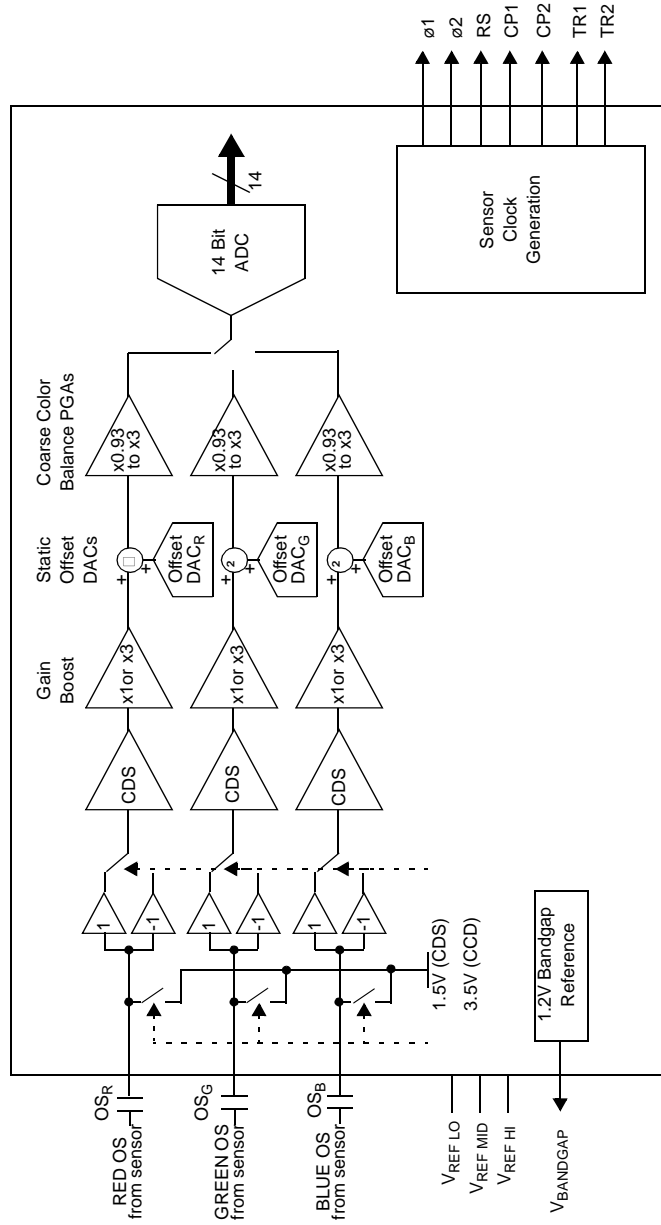 Gain
Boost
Static
Offset
DACs
Coarse Color
Balance PGAs
RED OS
from sensor
OSR
1
-1
CDS
x1or x3
+
+
Offset
DACR
x0.93
to x3
GREEN OS
from sensor
OSG
1
-1
CDS
x1or x3
+
2
+
Offset
DACG
x0.93
to x3
BLUE OS
from sensor
OSB
1
-1
CDS
x1or x3
+
2
+
Offset
DACB
x0.93
to x3
14 Bit
ADC
14
1.5V (CDS)
3.5V (CCD)
VREF LO
VREF MID
VREF HI
VBANDGAP
1.2V Bandgap
Reference
Sensor
Clock
Generation
ø1
ø2
RS
CP1
CP2
TR1
TR2